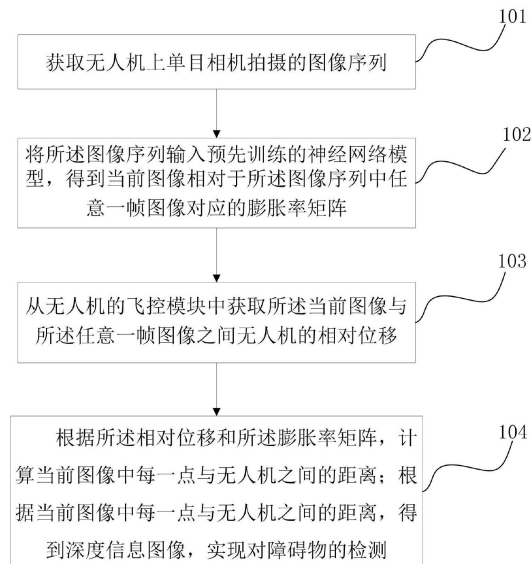 101
获取无人机上单目相机拍摄的图像序列
102
将所述图像序列输入预先训练的神经网络模
型，得到当前图像相对于所述图像序列中任
意一帧图像对应的膨胀率矩阵
103
从无人机的飞控模块中获取所述当前图像与
所述任意一帧图像之间无人机的相对位移
104
根据所述相对位移和所述膨胀率矩阵，计
算当前图像中每一点与无人机之间的距离；根
据当前图像中每一点与无人机之间的距离，得
到深度信息图像，实现对障碍物的检测